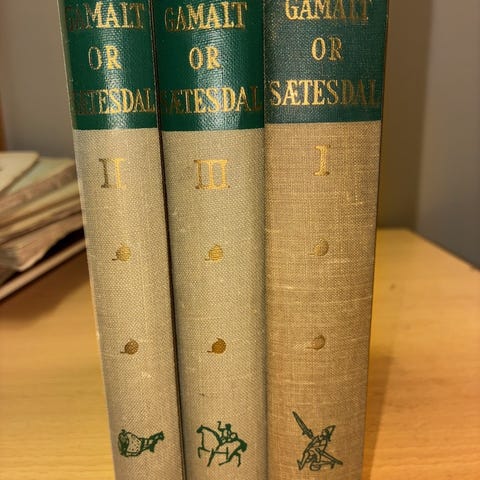 GAMALT
OR
SÆTESDAL
II
GAMALT
OR
SÆTESDAL
III
GAMALT
OR
SÆTESDAL
I